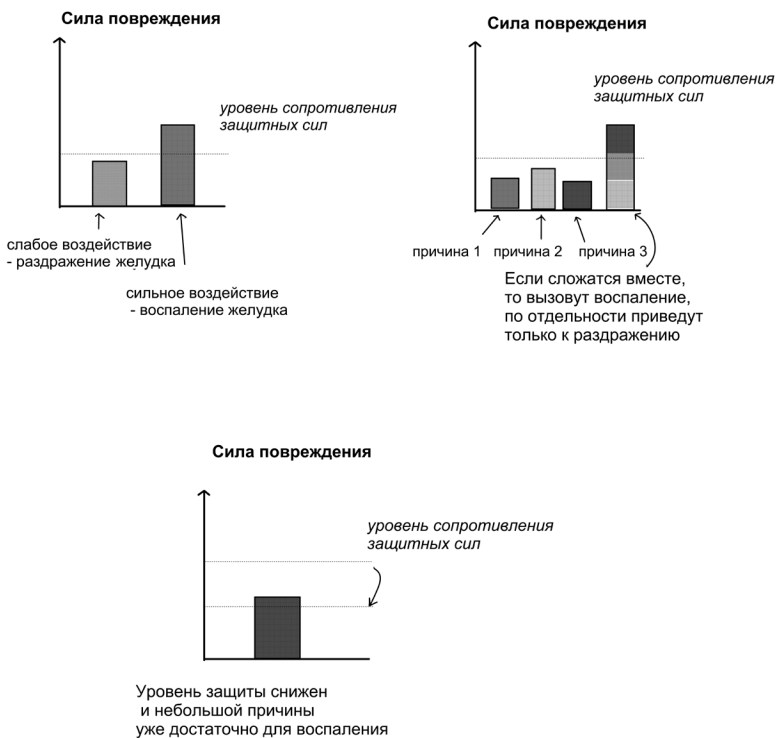 Сила повреждения
уровень сопротивления
защитных сил
слабое воздействие
- раздражение желудка
сильное воздействие
- воспаление желудка
Сила повреждения
уровень сопротивления
защитных сил
причина 1 причина 2 причина 3
Если сложатся вместе,
то вызовут воспаление,
по отдельности приведут
только к раздражению
Сила повреждения
уровень сопротивления
защитных сил
Уровень защиты снижен
и небольшой причины
уже достаточно для воспаления